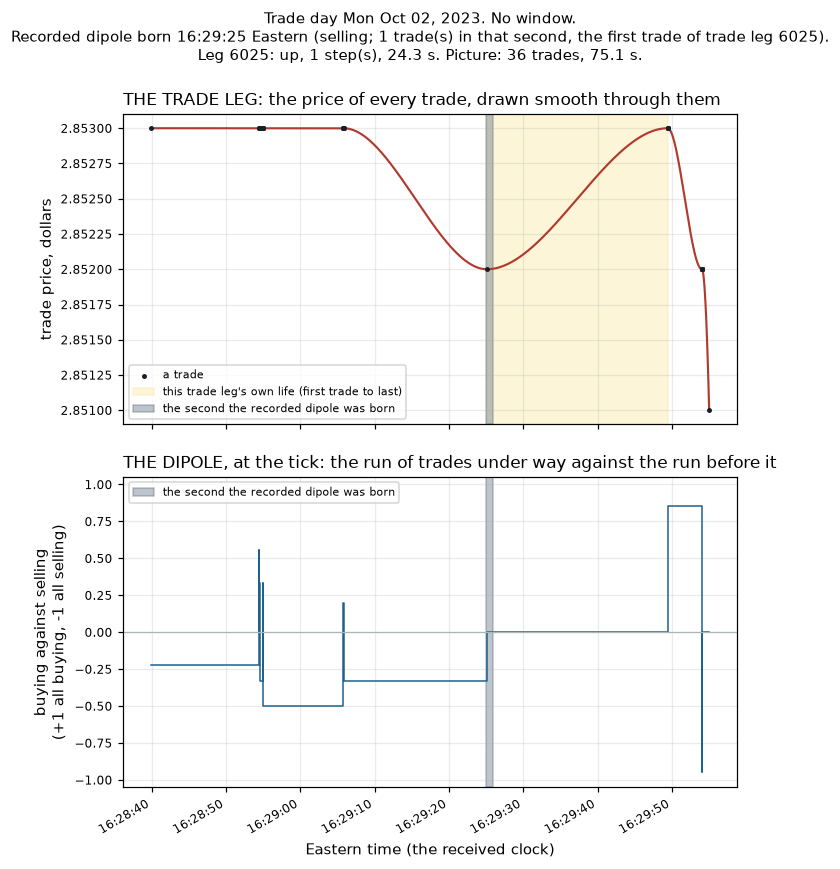 Trade day Mon Oct 02, 2023. No window.
Recorded dipole born 16:29:25 Eastern (selling; 1 trade(s) in that second, the first trade of trade leg 6025).
Leg 6025: up, 1 step(s), 24.3 s. Picture: 36 trades, 75.1 s.
THE TRADE LEG: the price of every trade, drawn smooth through them
trade price, dollars
2.85300
2.85275
2.85250
2.85225
2.85200
2.85175
2.85150
2.85125
2.85100
a trade
this trade leg's own life (first trade to last)
the second the recorded dipole was born
THE DIPOLE, at the tick: the run of trades under way against the run before it
buying against selling
(+1 all buying, -1 all selling)
1.00
0.75
0.50
0.25
0.00
−0.25
−0.50
−0.75
−1.00
the second the recorded dipole was born
16:28:40
16:28:50
16:29:00
16:29:10
16:29:20
16:29:30
16:29:40
16:29:50
Eastern time (the received clock)